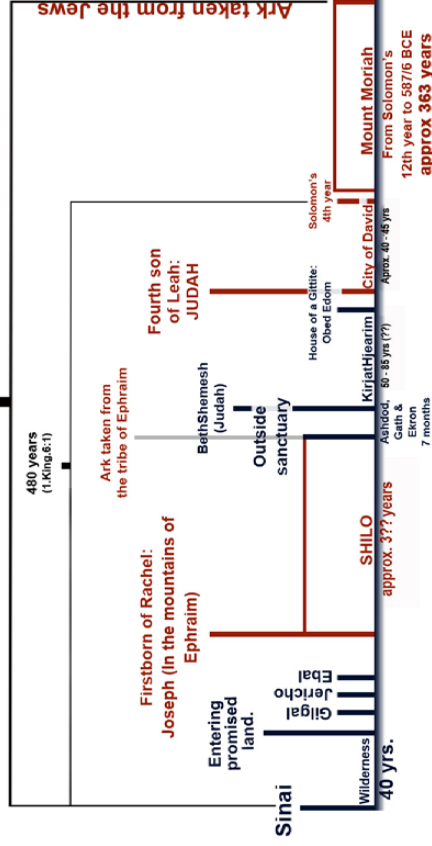 Ark taken from the Jews
480 years
(1.King,6:1)
Ark taken from
the tribe of Ephraim
Firstborn of Rachel:
Joseph (In the mountains of
Ephraim)
Fourth son
of Leah:
JUDAH
Solomon's
4th year
House of a Gittite:
Obed Edom
BethShemesh
(Judah)
Outside
sanctuary
Entering
promised
land.
Gilgal
Jericho
Ebal
Sinai
Wilderness
40 yrs.
SHILO
approx. 3?? years
Ashdod,
Gath &
Ekron
7 months
KirjatHjearim
50 - 85 yrs (??)
City of David
Aprox. 40 - 45 yrs
Mount Moriah
From Solomon's
12th year to 587/6 BCE
approx 363 years